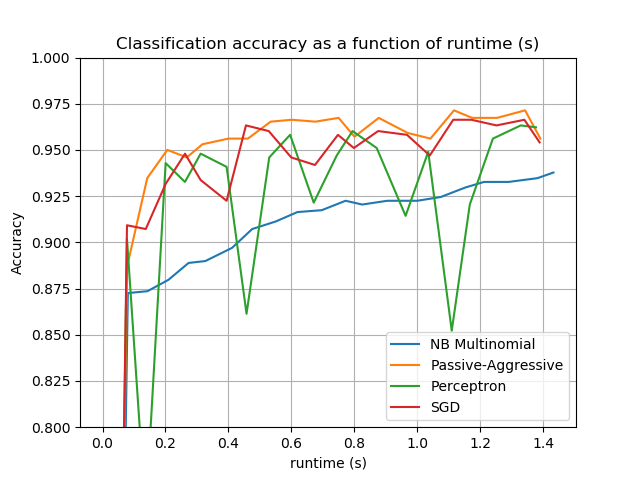 Classification accuracy as a function of runtime (s)
1.000
0.975
0.950
0.925
0.900
0.875
0.850
0.825
0.800
Accuracy
NB Multinomial
Passive-Aggressive
Perceptron
SGD
0.0 0.2 0.4 0.6 0.8 1.0 1.2 1.4
runtime (s)